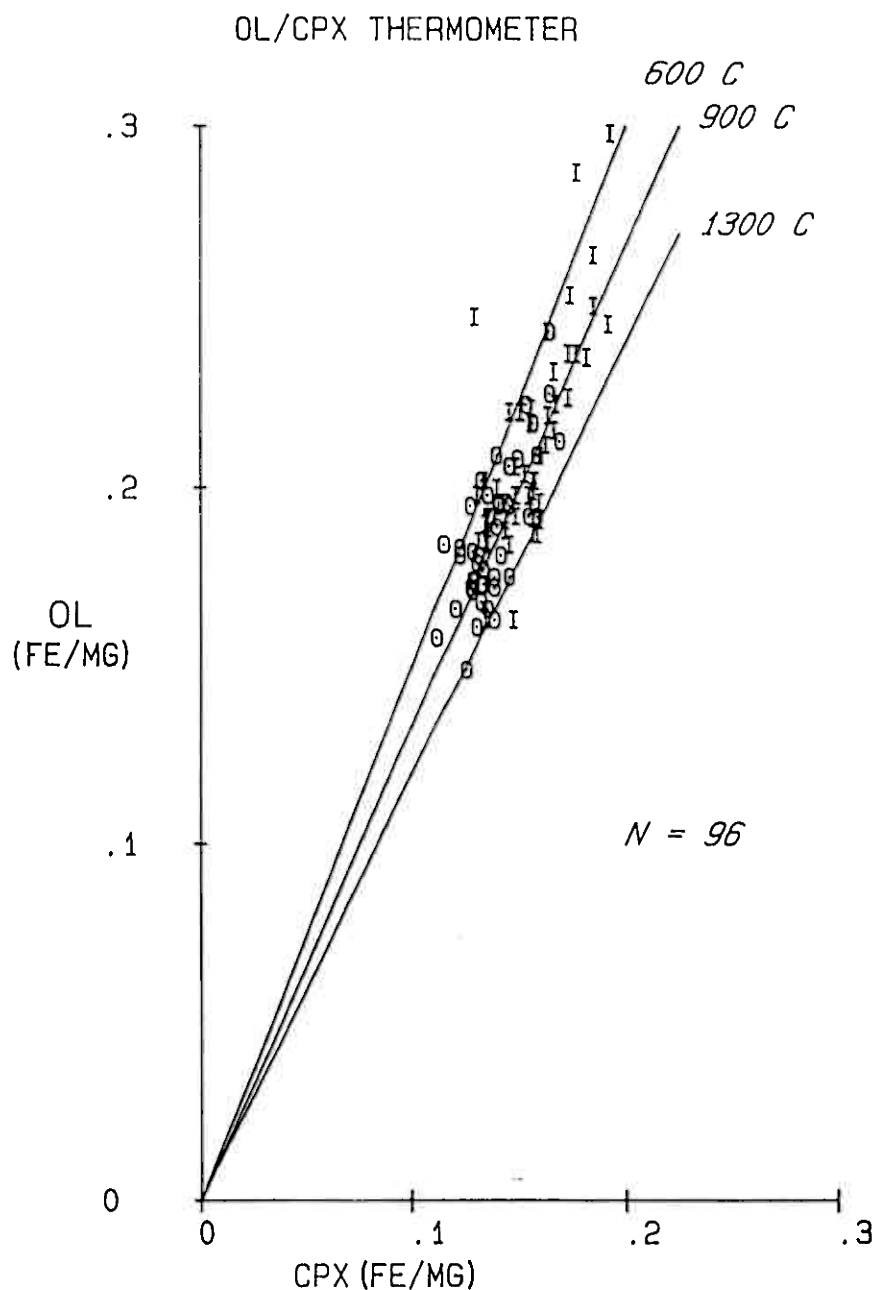 OL/CPX THERMOMETER
600 C
900 C
1300 C
.3
.2
OL
(FE/MG)
.1
N = 96
0
0
.1
.2
.3
CPX (FE/MG)